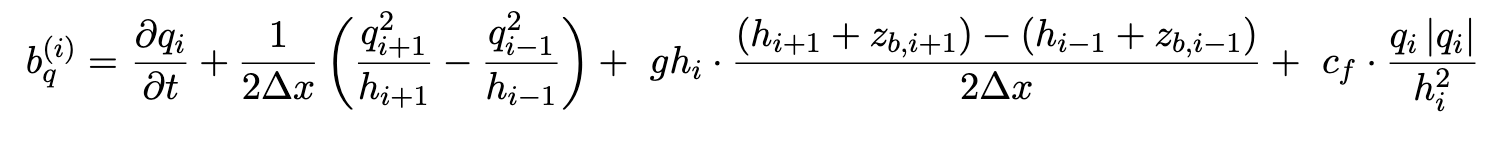 b_q^{(i)} = \frac{\partial q_i}{\partial t} + \frac{1}{2\Delta x} \left( \frac{q_{i+1}^2}{h_{i+1}} - \frac{q_{i-1}^2}{h_{i-1}} \right) + gh_i \cdot \frac{(h_{i+1} + z_{b,i+1}) - (h_{i-1} + z_{b,i-1})}{2\Delta x} + c_f \cdot \frac{q_i |q_i|}{h_i^2}